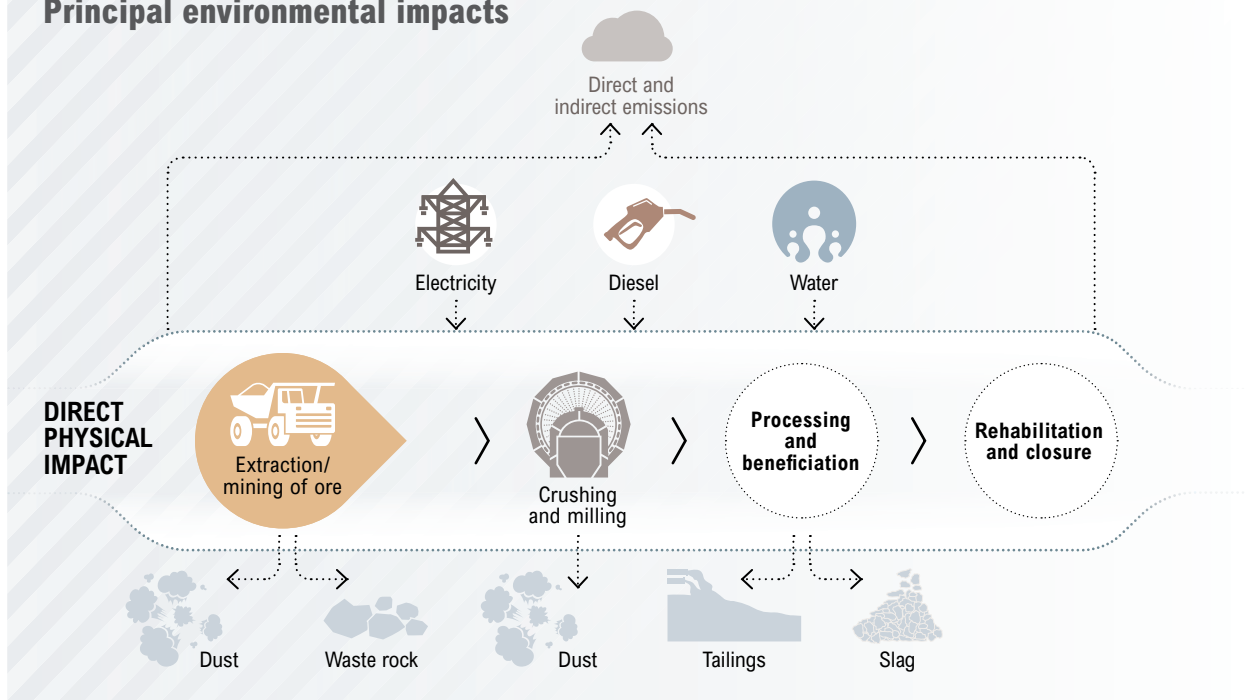 Principal environmental impacts
Direct and
indirect emissions
Electricity
Diesel
Water
DIRECT
PHYSICAL
IMPACT
Extraction/
mining of ore
Crushing
and milling
Processing
and
beneficiation
Rehabilitation
and closure
Dust
Waste rock
Dust
Tailings
Slag